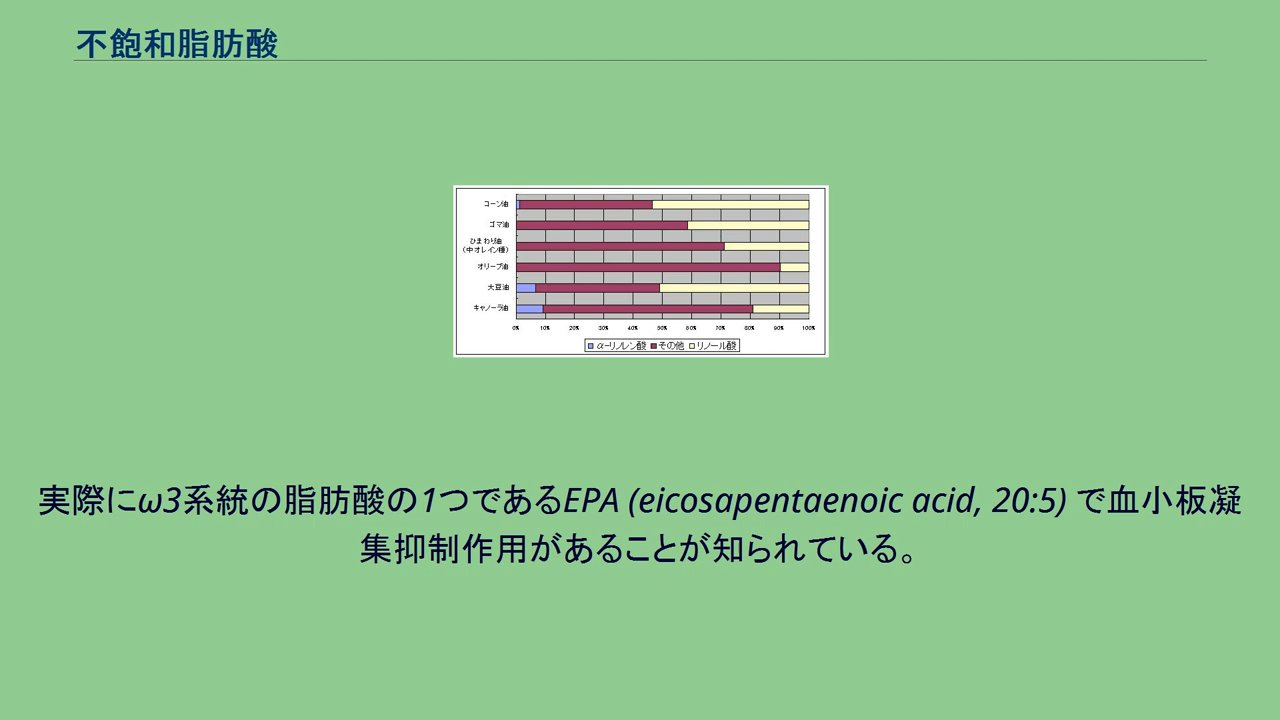 不飽和脂肪酸
コーン油
ゴマ油
ひまわり油
(中オレイン種)
オリーブ油
大豆油
キャノーラ油
0% 10% 20% 30% 40% 50% 60% 70% 80% 90% 100%
α-リノレン酸 その他 リノール酸
実際にω3系統の脂肪酸の1つであるEPA (eicosapentaenoic acid, 20:5) で血小板凝
集抑制作用があることが知られている。